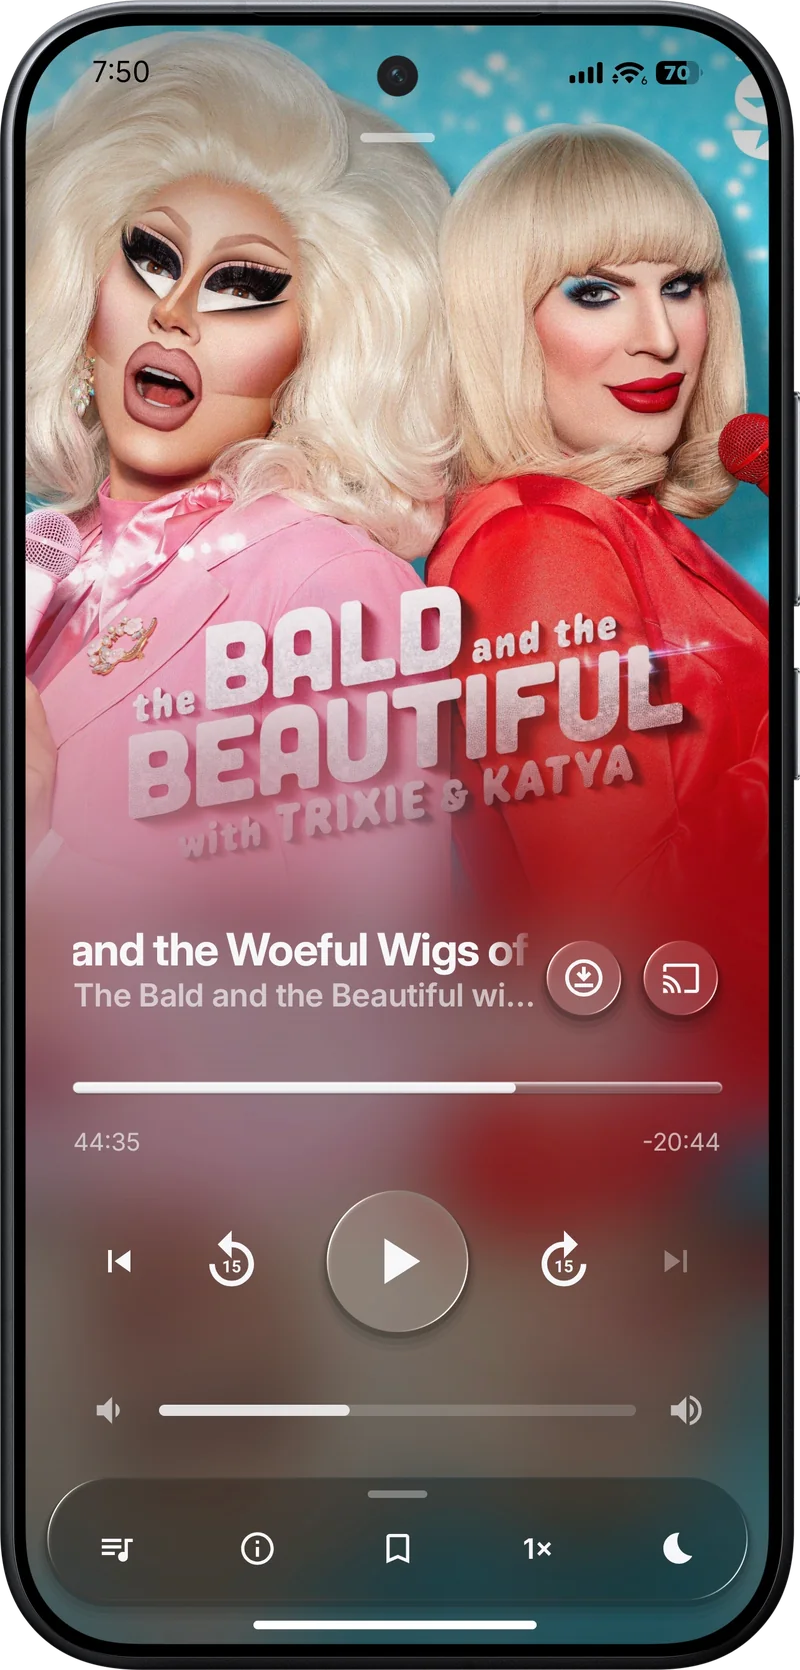 7:50
70
the BALD and the
BEAUTIFUL
with TRIXIE & KATYA
and the Woeful Wigs of
The Bald and the Beautiful wi...
44:35
-20:44
15
15
1×